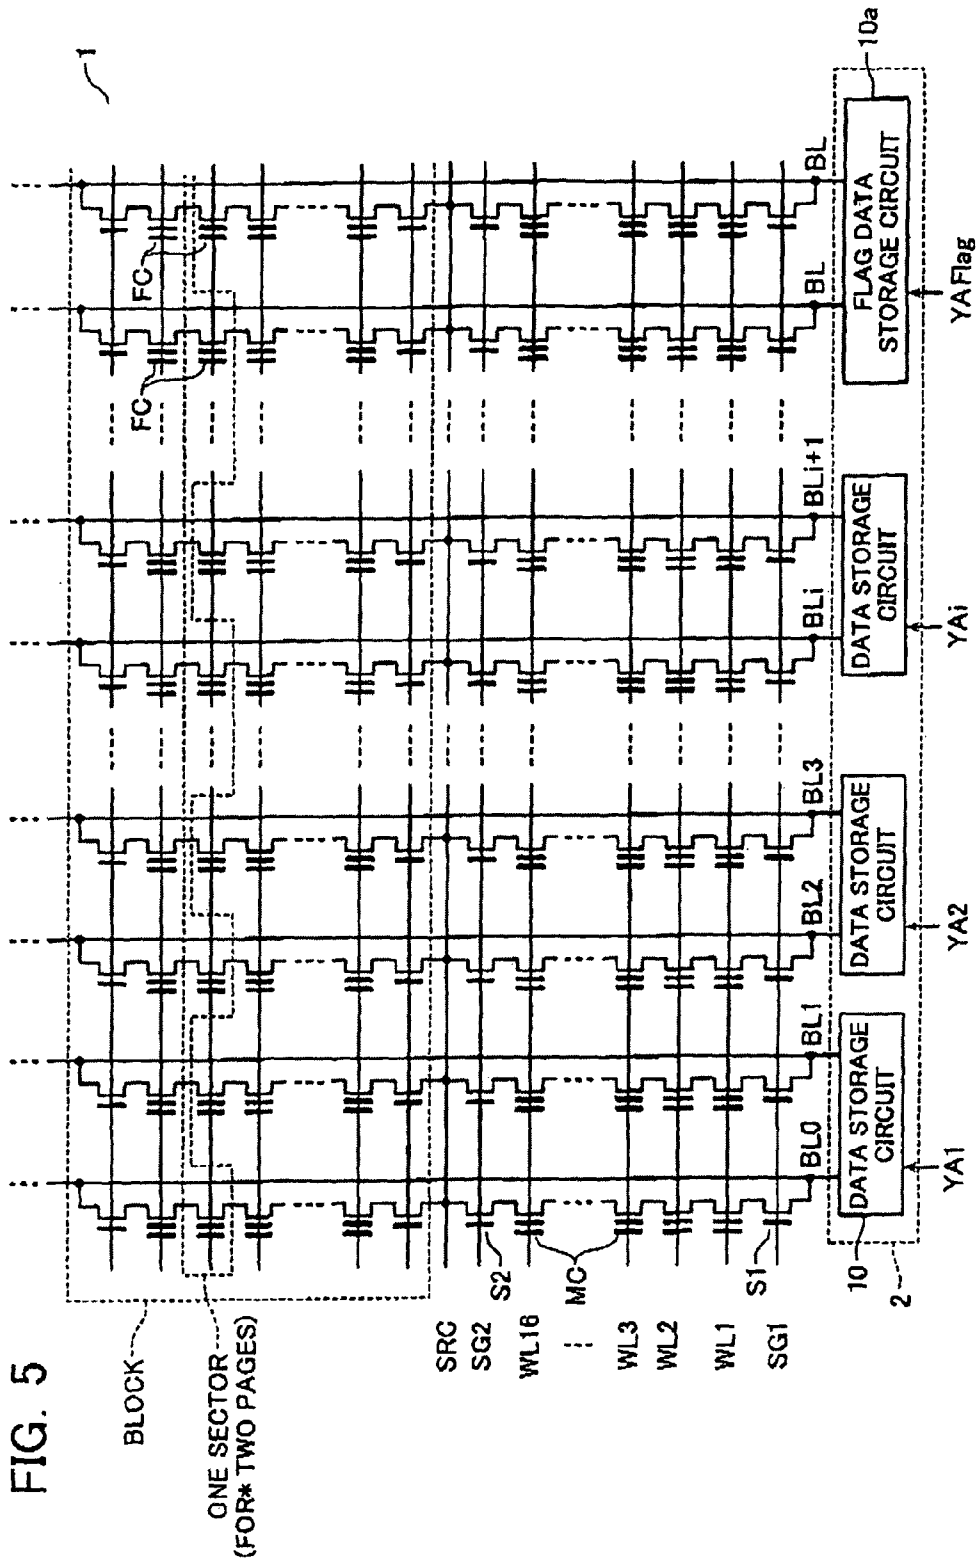 FIG. 5
1
BLOCK
ONE SECTOR
(FOR* TWO PAGES)
FC
FC
SRC
SG2
WL16
WL3
WL2
WL1
SG1
S2
MC
S1
BL0
BL1
BL2
BL3
BLi
BLi+1
BL
BL
10
DATA STORAGE
CIRCUIT
DATA STORAGE
CIRCUIT
DATA STORAGE
CIRCUIT
FLAG DATA
STORAGE CIRCUIT
10a
2
YA1
YA2
YAi
YAFlag